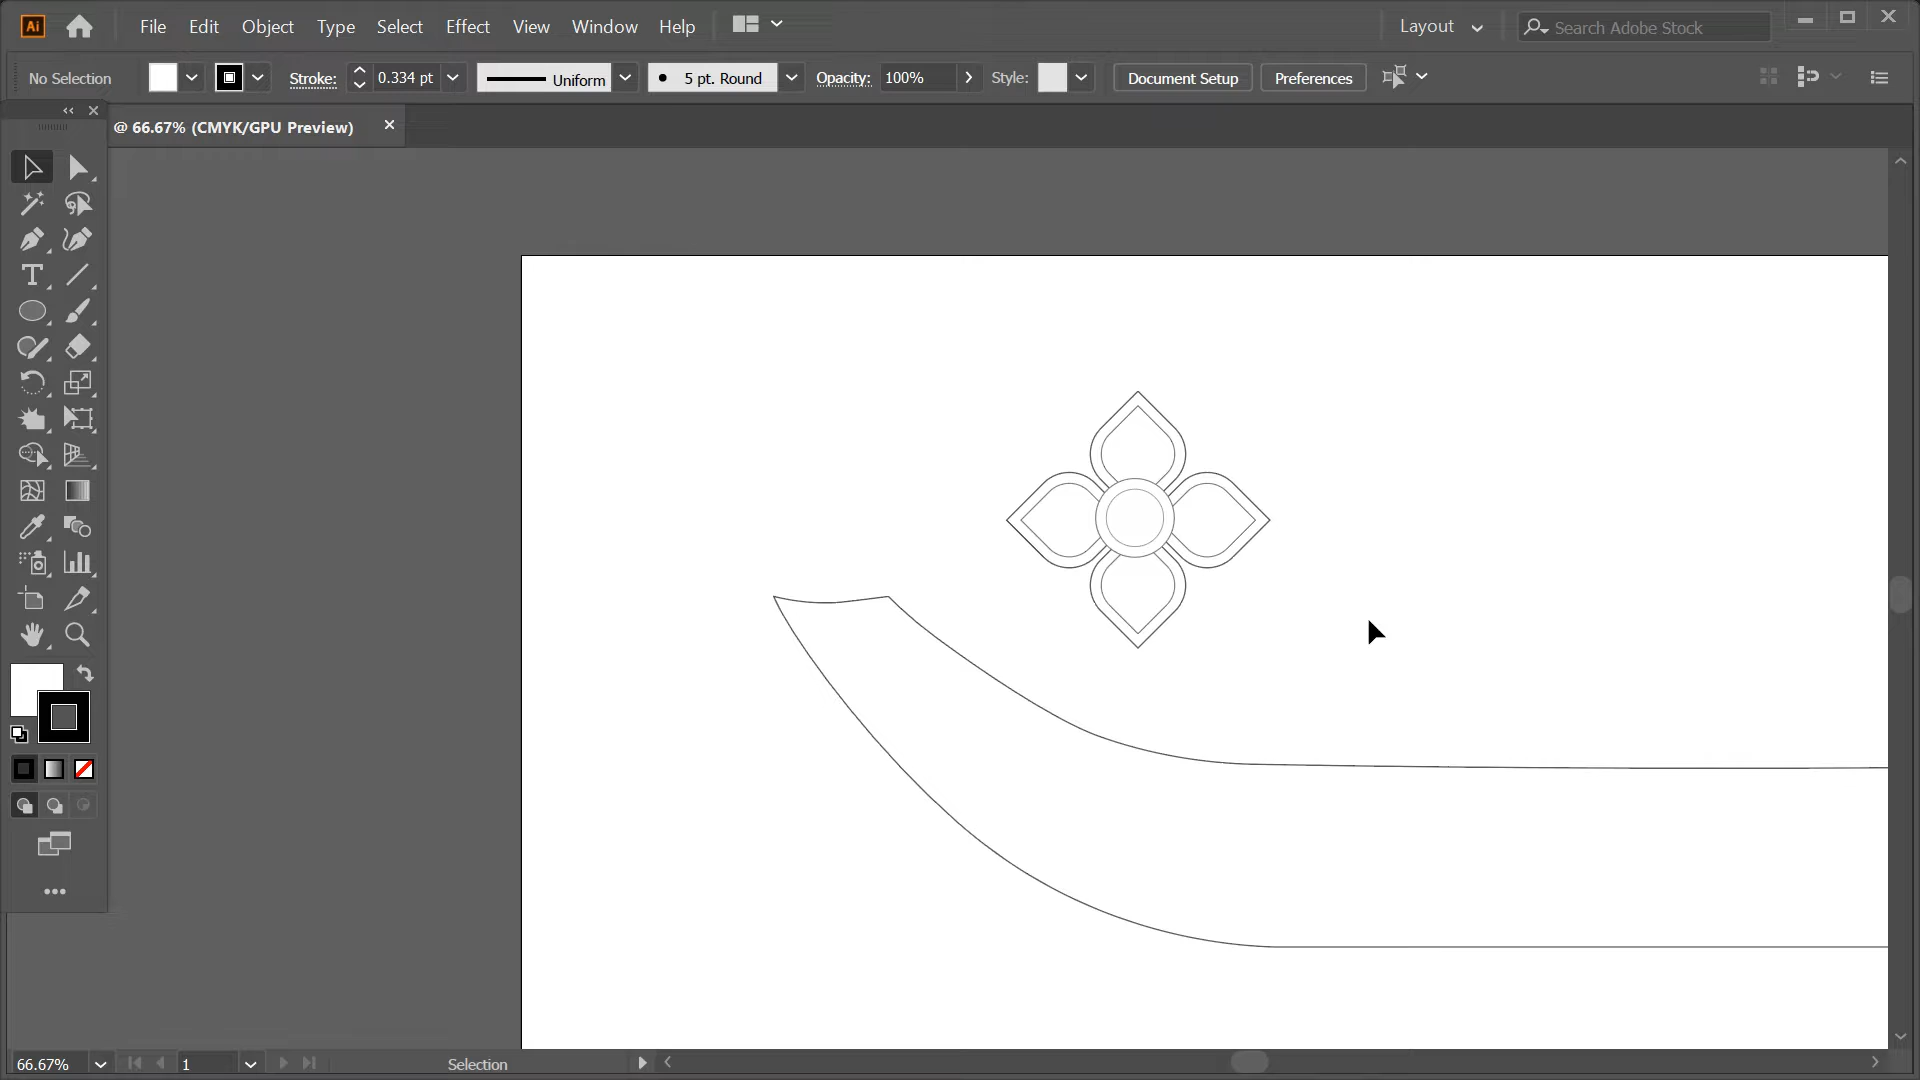 Ai File Edit Object Type Select Effect View Window Help Layout Search Adobe Stock
No Selection Stroke: 0.334 pt Uniform 5 pt. Round Opacity: 100% Style: Document Setup Preferences
@ 66.67% (CMYK/GPU Preview)
66.67% 1 Selection